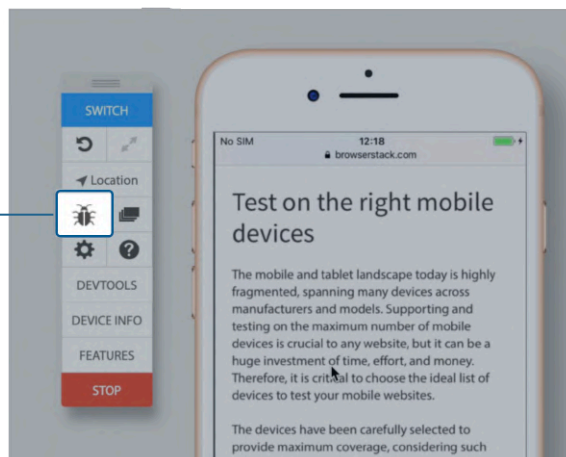 SWITCH
Location
DEVTOOLS
DEVICE INFO
FEATURES
STOP
No SIM
12:18
browserstack.com
Test on the right mobile
devices
The mobile and tablet landscape today is highly
fragmented, spanning many devices across
manufacturers and models. Supporting and
testing on the maximum number of mobile
devices is crucial to any website, but it can be a
huge investment of time, effort, and money.
Therefore, it is critical to choose the ideal list of
devices to test your mobile websites.
The devices have been carefully selected to
provide maximum coverage, considering such